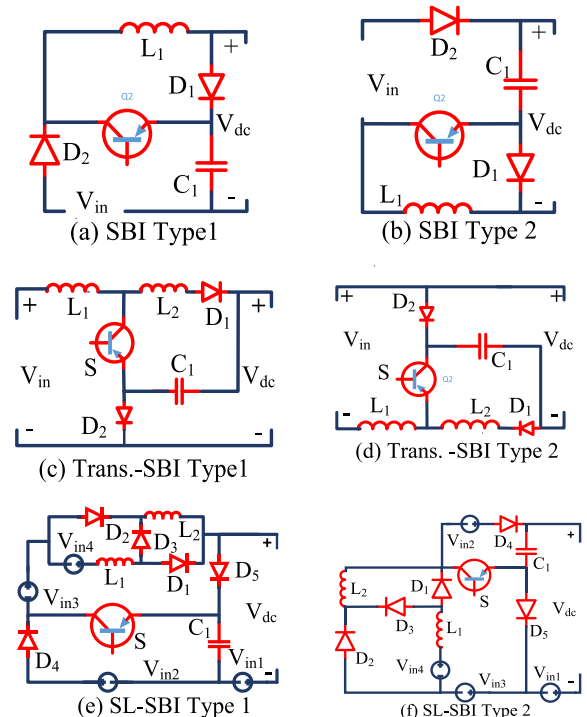 L1
+
D1
Q2
Vdc
D2
C1
Vin
-
(a) SBI Type1
D2
+
C1
Vin
Q2
Vdc
D1
L1
-
(b) SBI Type 2
+
L1
L2
D1
+
S
Vin
C1
Vdc
D2
-
-
(c) Trans.-SBI Type1
+
+
D2
Vin
C1
Vdc
S
Q2
L1
L2
D1
-
-
(d) Trans. -SBI Type 2
D2
L2
+
Vin4
D3
L1
D1
D5
Vin3
S
C1
Vdc
D4
Vin2
Vin1
-
(e) SL-SBI Type 1
Vin2
D4
+
C1
L2
D1
S
D3
L1
D5
Vdc
D2
Vin4
Vin3
Vin1
-
(f) SL-SBI Type 2